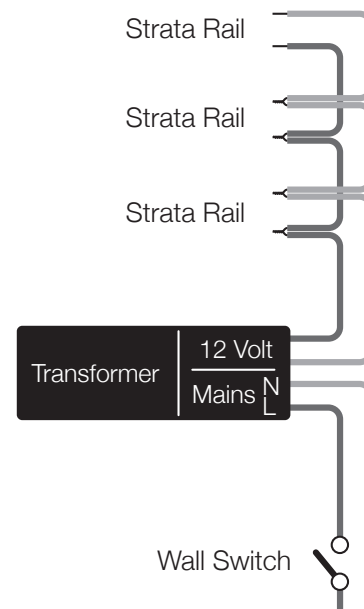 Strata Rail
Strata Rail
Strata Rail
Transformer
12 Volt
Mains N
L
Wall Switch